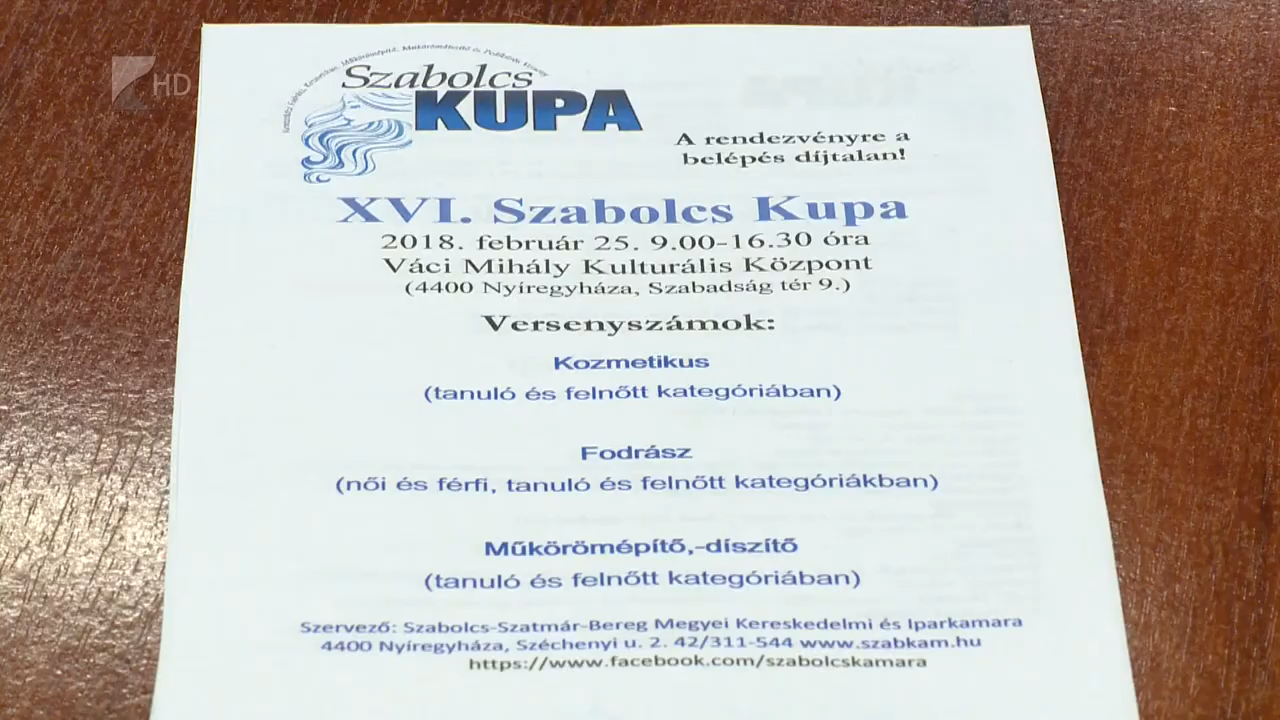 HD
Szabolcs
KUPA
A rendezvényre a
belépés díjtalan!
XVI. Szabolcs Kupa
2018. február 25. 9.00-16.30 óra
Váci Mihály Kulturális Központ
(4400 Nyíregyháza, Szabadság tér 9.)
Versenyszámok:
Kozmetikus
(tanuló és felnőtt kategóriában)
Fodrász
(női és férfi, tanuló és felnőtt kategóriákban)
Műkörömépítő,-díszítő
(tanuló és felnőtt kategóriában)
Szervező: Szabolcs-Szatmár-Bereg Megyei Kereskedelmi és Iparkamara
4400 Nyíregyháza, Széchenyi u. 2. 42/311-544 www.szabkam.hu
https://www.facebook.com/szabolcskamara